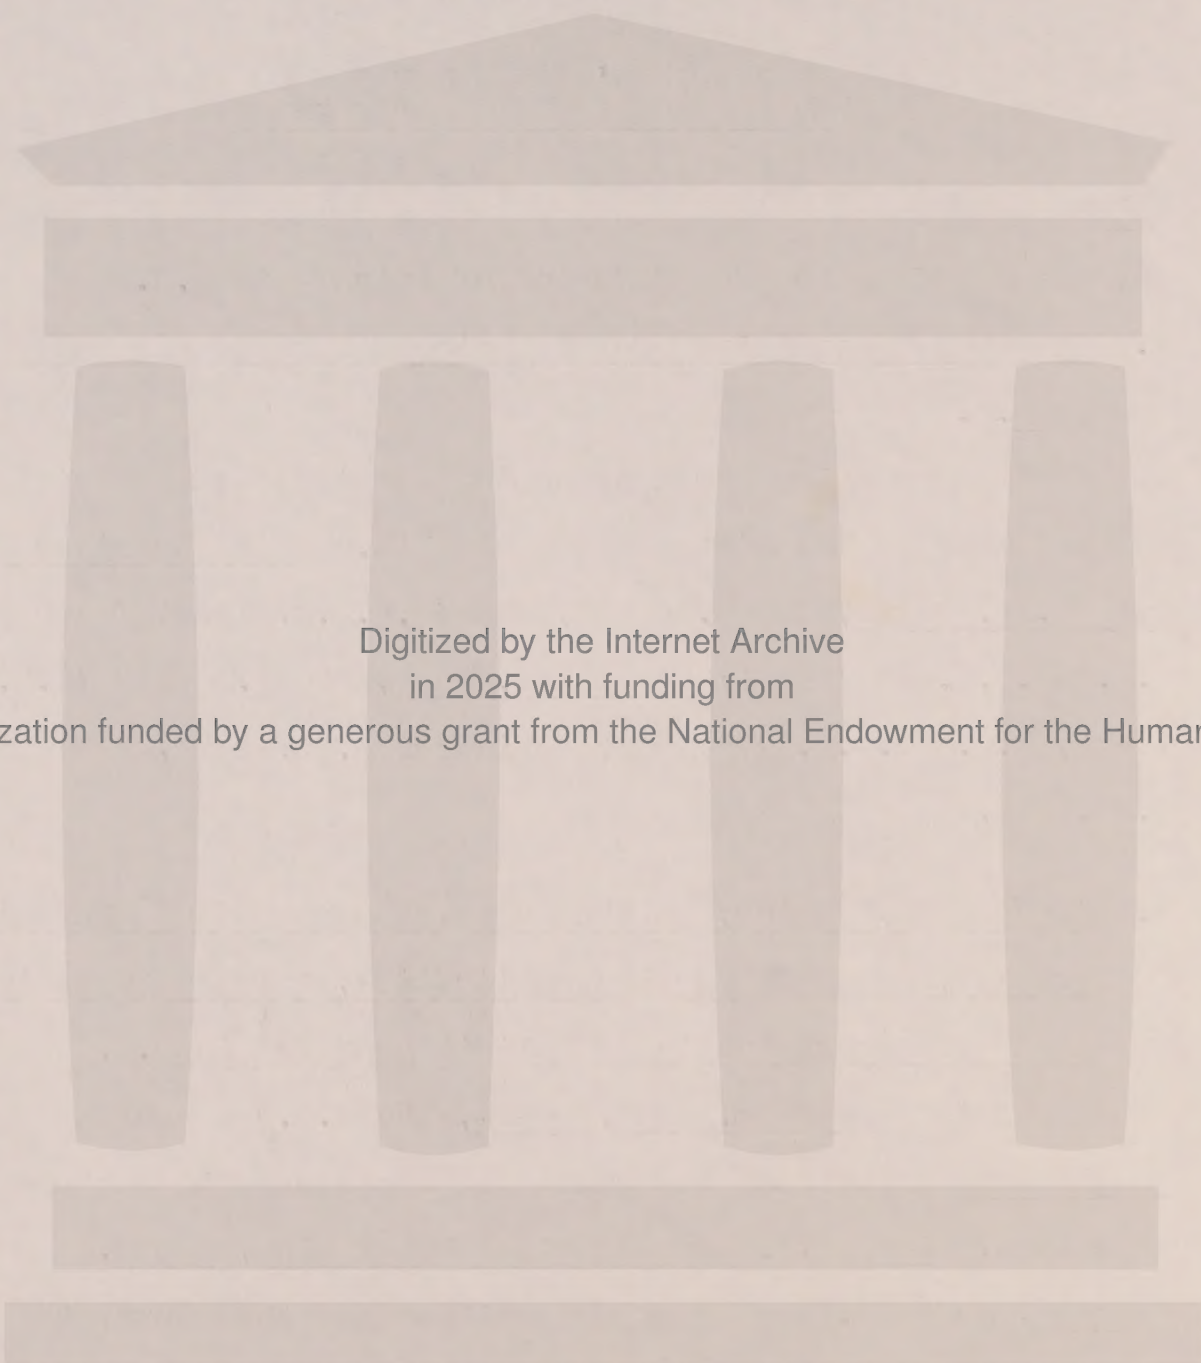 Digitized by the Internet Archive
in 2025 with funding from
zation funded by a generous grant from the National Endowment for the Human